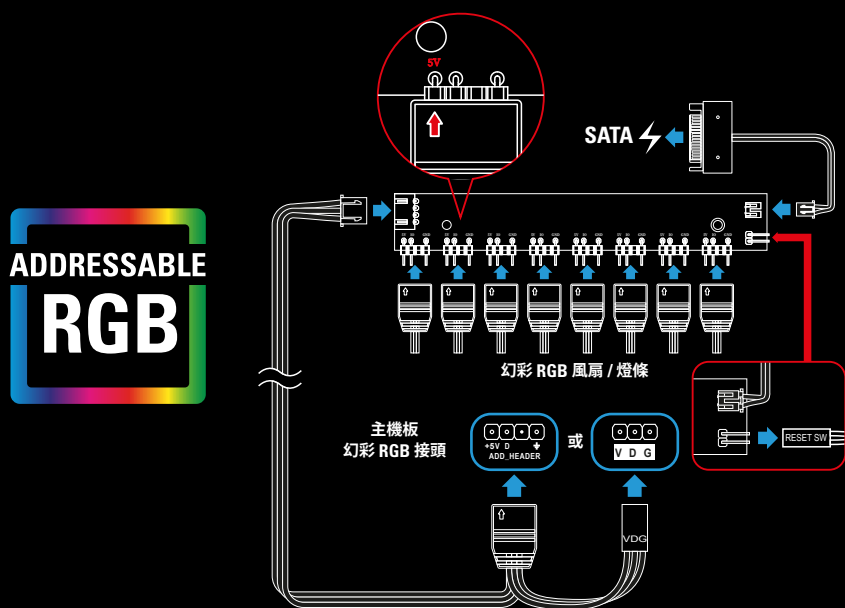 5V
SATA
ADDRESSABLE
RGB
幻彩 RGB 風扇 / 燈條
主機板
幻彩 RGB 接頭
+5V D
ADD_HEADER
或
V D G
RESET SW
VDG